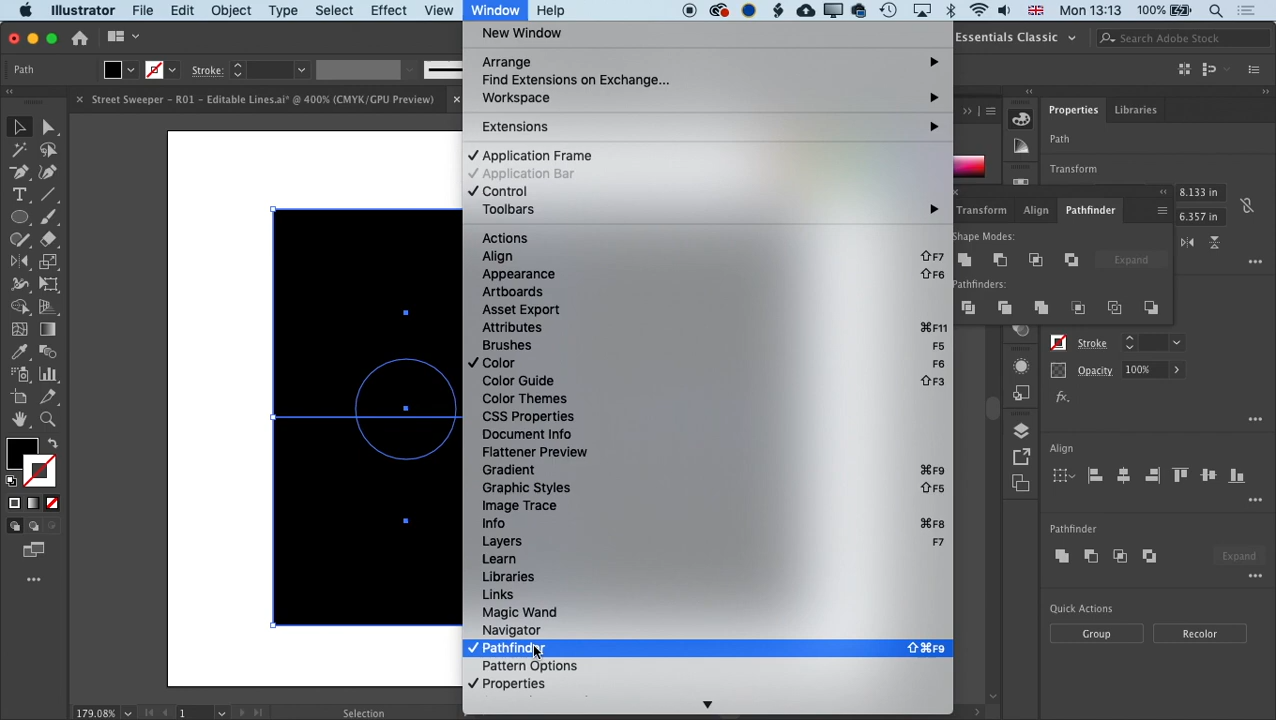 Illustrator File Edit Object Type Select Effect View Window Help Mon 13:13 100%
New Window
Essentials Classic Search Adobe Stock
Path Stroke:
Arrange
Find Extensions on Exchange...
Workspace
Street Sweeper – R01 – Editable Lines.ai* @ 400% (CMYK/GPU Preview)
Properties Libraries
Extensions
Path
Application Frame
Transform
Application Bar
Control 8.133 in
Toolbars Transform Align Pathfinder 6.357 in
Actions Shape Modes:
Align ⇧F7
Expand
Appearance ⇧F6
Pathfinders:
Artboards
Asset Export
Attributes ⌘F11
Brushes F5 Stroke
Color F6
Opacity 100%
Color Guide ⇧F3
Color Themes fx.
CSS Properties
Document Info
Flattener Preview Align
Gradient ⌘F9
Graphic Styles ⇧F5
Image Trace
Info ⌘F8
Pathfinder
Layers F7
Learn Expand
Libraries
Links
Magic Wand Quick Actions
Navigator Group Recolor
Pathfinder ⇧⌘F9
Pattern Options
Properties
179.08% 1 Selection